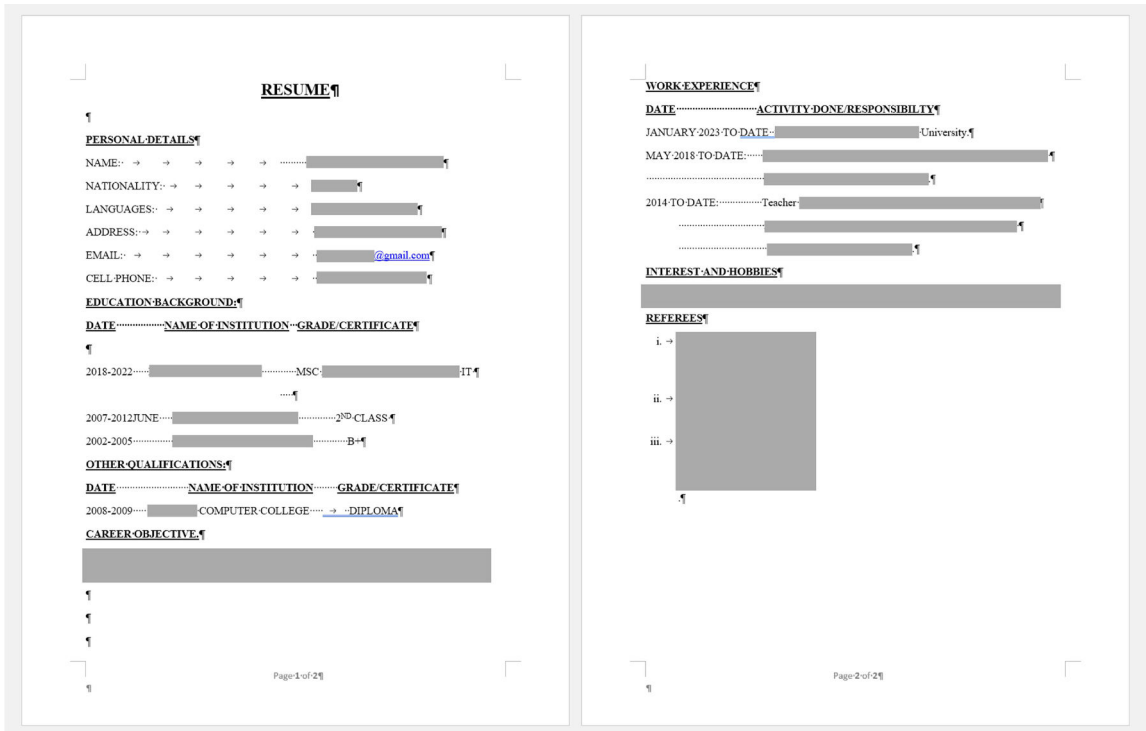 RESUME
PERSONAL DETAILS
NAME:
NATIONALITY:
LANGUAGES:
ADDRESS:
EMAIL: @gmail.com
CELL PHONE:
EDUCATION BACKGROUND:
DATE NAME OF INSTITUTION GRADE/CERTIFICATE
2018-2022 MSC IT
2007-2012JUNE 2ND CLASS
2002-2005 B+
OTHER QUALIFICATIONS:
DATE NAME OF INSTITUTION GRADE/CERTIFICATE
2008-2009 COMPUTER COLLEGE DIPLOMA
CAREER OBJECTIVE.
Page 1 of 2
WORK EXPERIENCE
DATE ACTIVITY DONE/RESPONSIBILTY
JANUARY 2023 TO DATE University.
MAY 2018 TO DATE: .
.
2014 TO DATE: Teacher
.
.
INTEREST AND HOBBIES
REFEREES
i.
ii.
iii.
.
Page 2 of 2